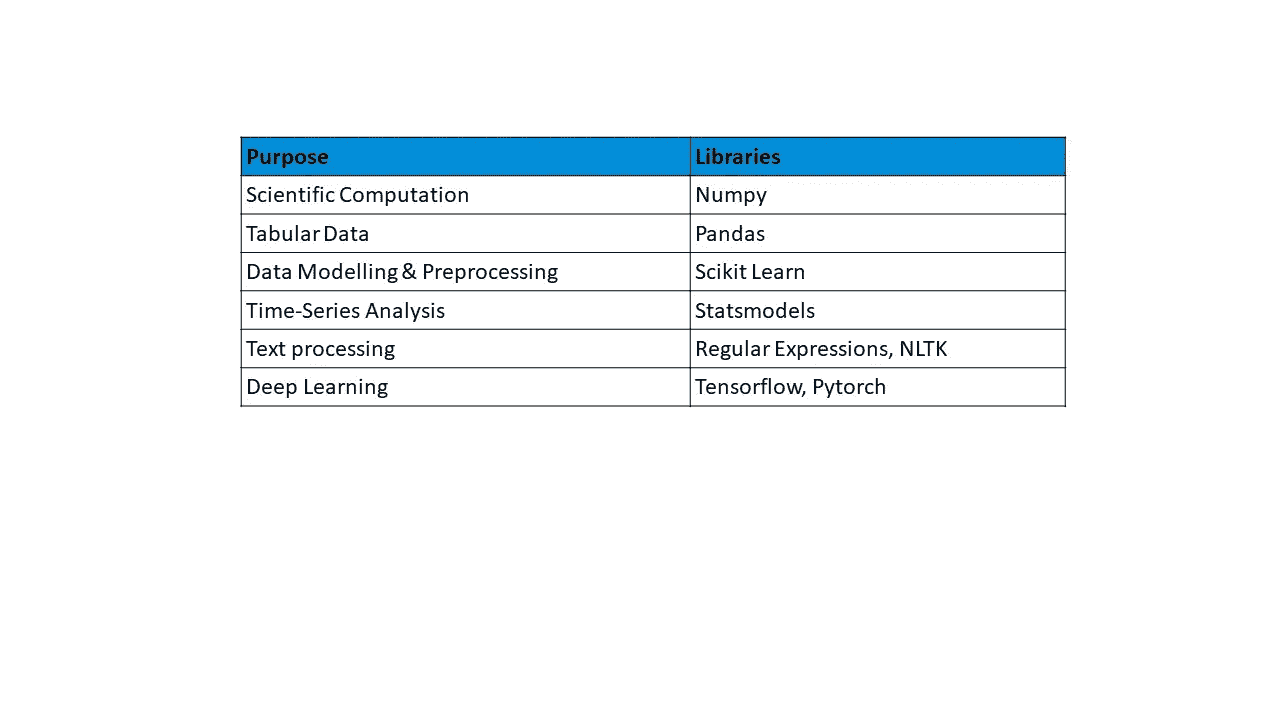 Purpose Libraries
Scientific Computation Numpy
Tabular Data Pandas
Data Modelling & Preprocessing Scikit Learn
Time-Series Analysis Statsmodels
Text processing Regular Expressions, NLTK
Deep Learning Tensorflow, Pytorch